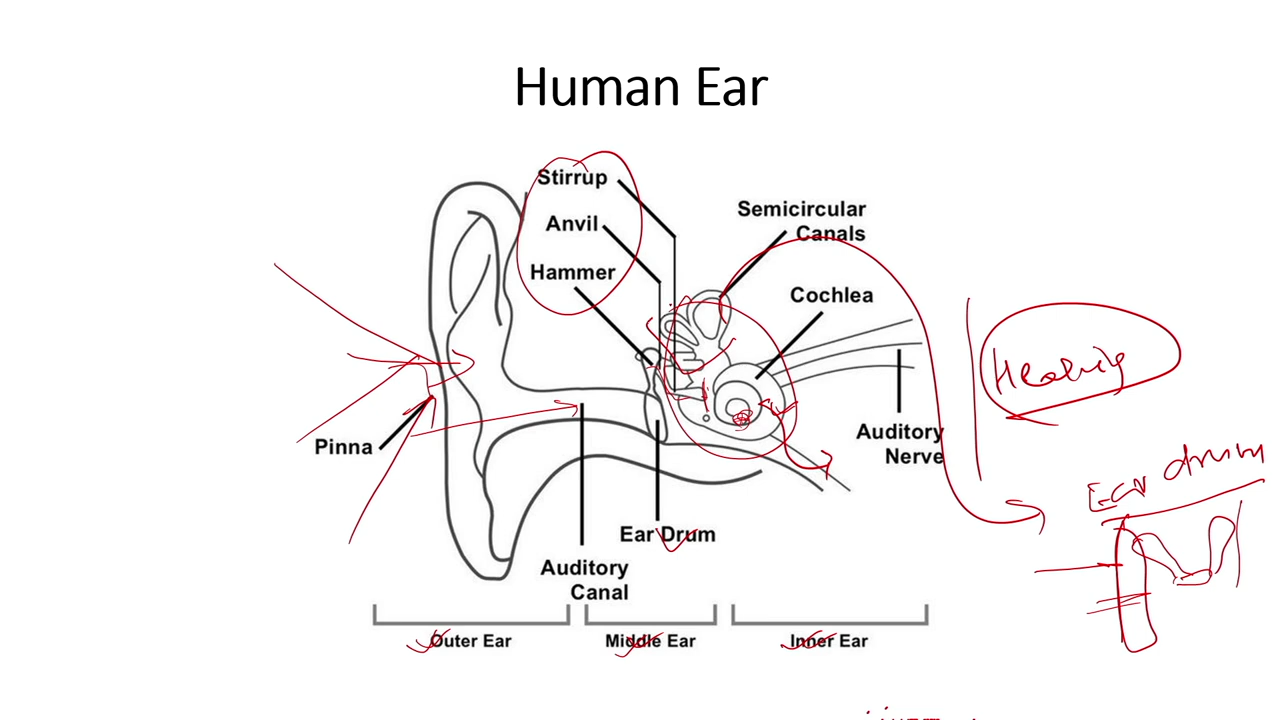 Human Ear
Stirrup
Anvil
Hammer
Semicircular
Canals
Cochlea
Pinna
Auditory
Nerve
Hearing
Ear drum
Ear Drum
Auditory
Canal
Outer Ear
Middle Ear
Inner Ear